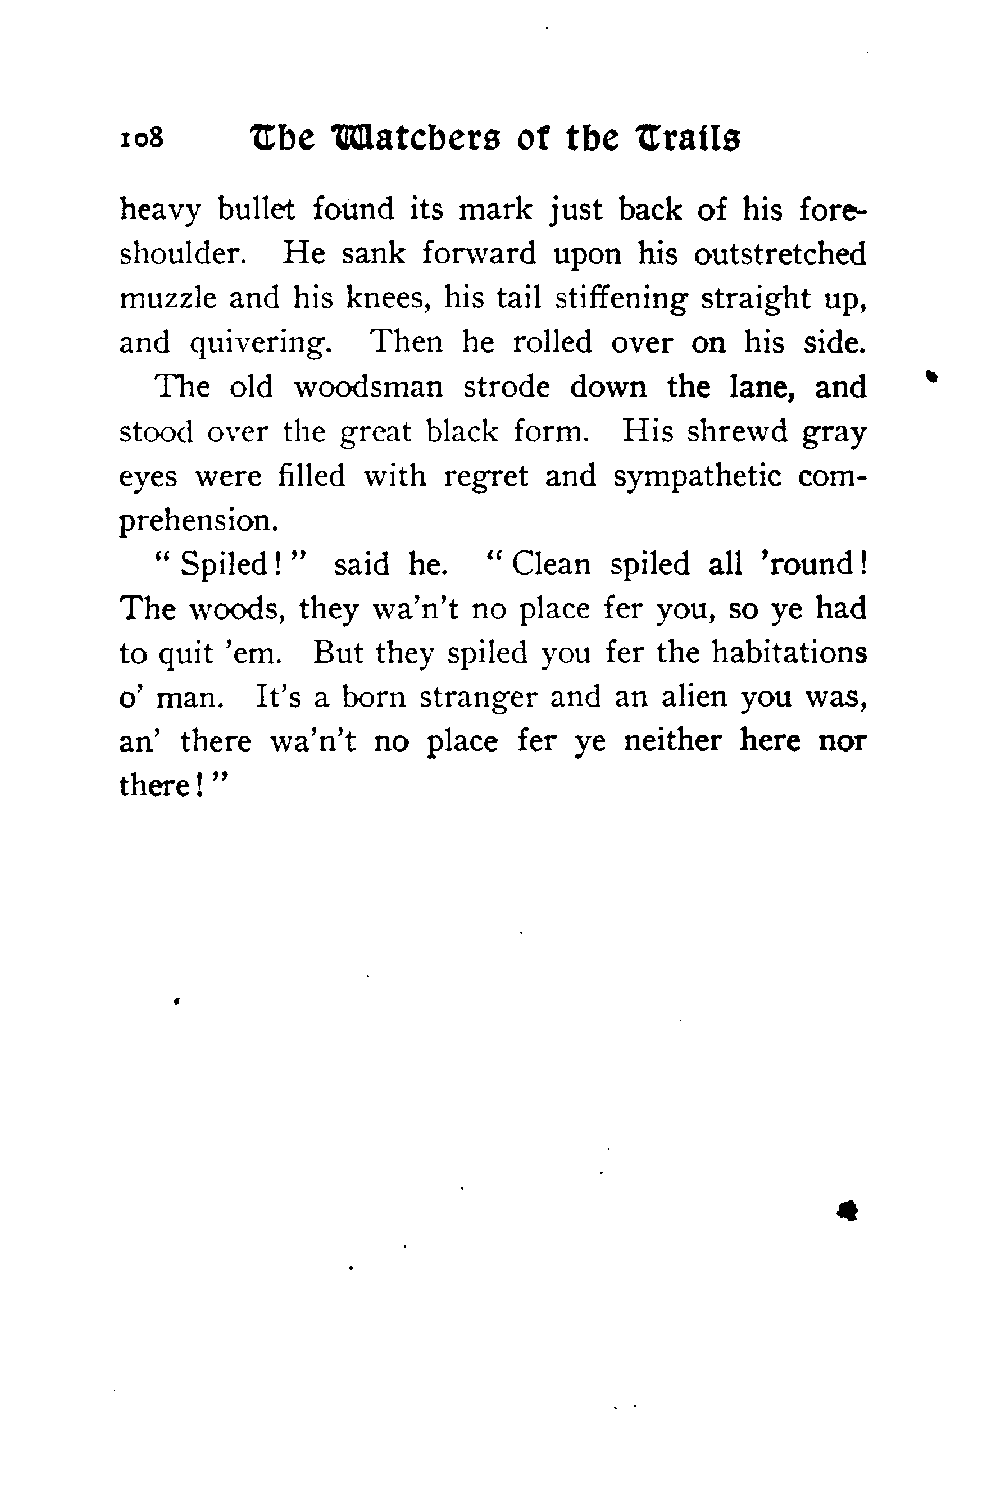 108 The Watchers of the Trails
heavy bullet found its mark just back of his fore-
shoulder. He sank forward upon his outstretched
muzzle and his knees, his tail stiffening straight up,
and quivering. Then he rolled over on his side.
The old woodsman strode down the lane, and
stood over the great black form. His shrewd gray
eyes were filled with regret and sympathetic com-
prehension.
" Spiled! " said he. " Clean spiled all 'round!
The woods, they wa'n't no place fer you, so ye had
to quit 'em. But they spiled you fer the habitations
o' man. It's a born stranger and an alien you was,
an' there wa'n't no place fer ye neither here nor
there! "